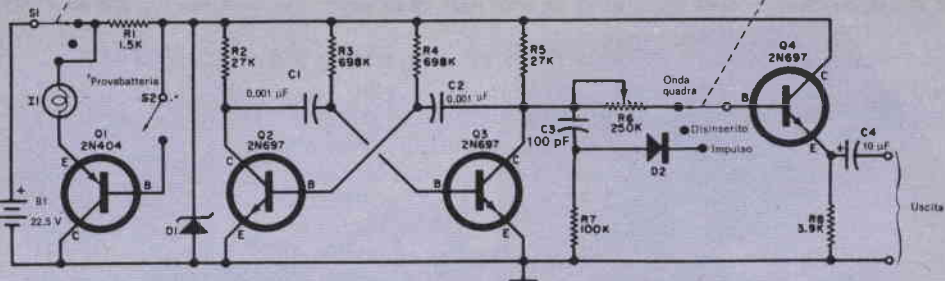 S1
R1
1.5K
"Provabatteria
S2
I1
Q1
2N404
E
B
C
B1
22,5 V
D1
R2
27K
C1
0,001 µF
R3
698K
R4
698K
C2
0,001 µF
R5
27K
Q2
2N697
C
B
E
Q3
2N697
C
B
E
C3
100 pF
R6
250K
Onda
quadra
Disinserito
Impulso
D2
R7
100K
Q4
2N697
C
B
E
C4
10 µF
R8
3.9K
Uscita